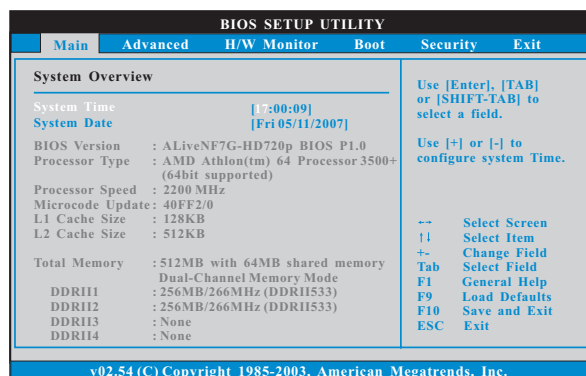 BIOS SETUP UTILITY
Main Advanced H/W Monitor Boot Security Exit
System Overview
System Time [17:00:09]
System Date [Fri 05/11/2007]
BIOS Version : ALiveNF7G-HD720p BIOS P1.0
Processor Type : AMD Athlon(tm) 64 Processor 3500+
(64bit supported)
Processor Speed : 2200 MHz
Microcode Update : 40FF2/0
L1 Cache Size : 128KB
L2 Cache Size : 512KB
Total Memory : 512MB with 64MB shared memory
Dual-Channel Memory Mode
DDRII1 : 256MB/266MHz (DDRII533)
DDRII2 : 256MB/266MHz (DDRII533)
DDRII3 : None
DDRII4 : None
Use [Enter], [TAB]
or [SHIFT-TAB] to
select a field.
Use [+] or [-] to
configure system Time.
←→ Select Screen
↑↓ Select Item
+- Change Field
Tab Select Field
F1 General Help
F9 Load Defaults
F10 Save and Exit
ESC Exit
v02.54 (C) Copyright 1985-2003, American Megatrends, Inc.